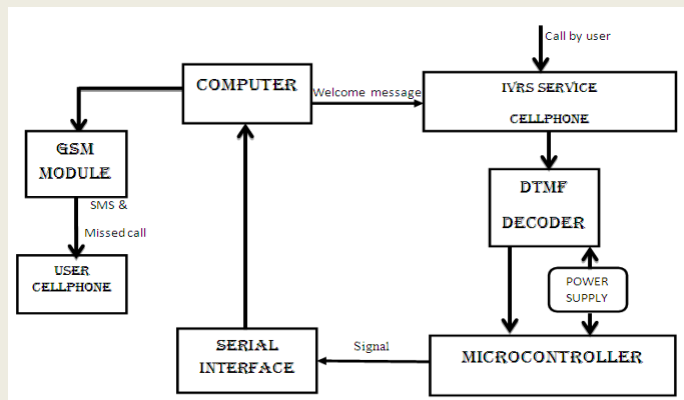 Call by user
COMPUTER
Welcome message
IVRS SERVICE
CELLPHONE
GSM
MODULE
DTMF
DECODER
SMS &
Missed call
USER
CELLPHONE
POWER
SUPPLY
SERIAL
INTERFACE
Signal
MICROCONTROLLER